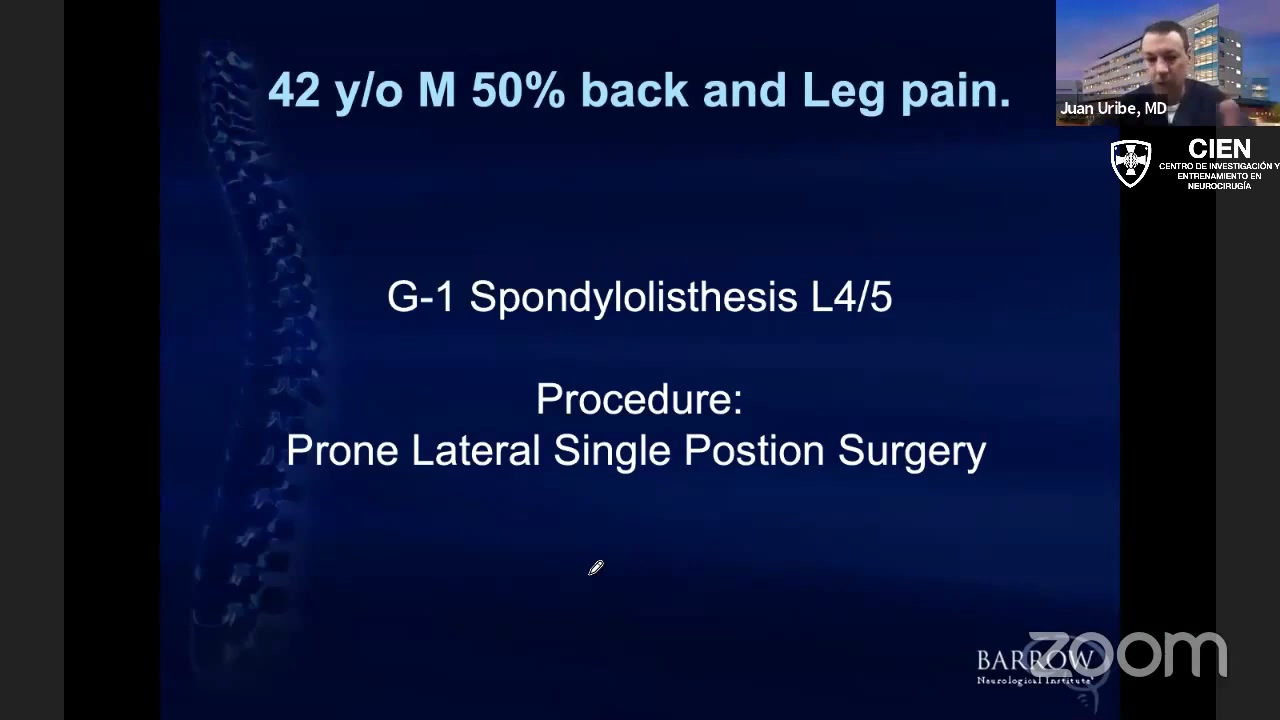 42 y/o M 50% back and Leg pain.
Juan Uribe, MD
CIEN
CENTRO DE INVESTIGACIÓN Y
ENTRENAMIENTO EN
NEUROCIRUGÍA
G-1 Spondylolisthesis L4/5
Procedure:
Prone Lateral Single Postion Surgery
zoom
BARROW
Neurological Institute